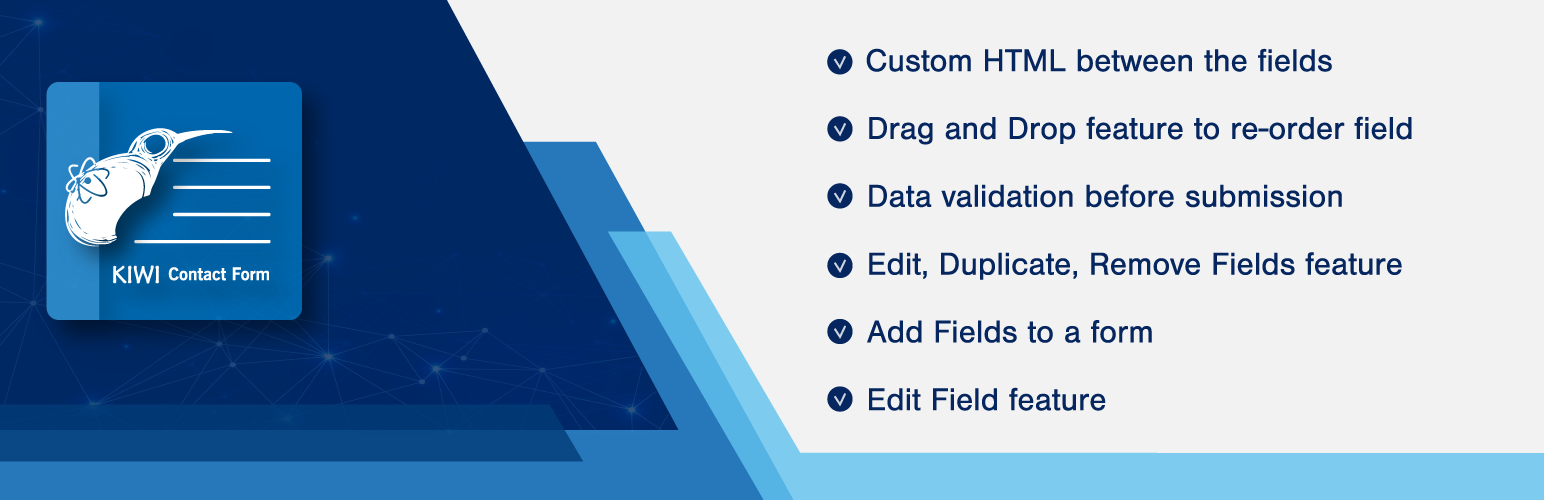 KIWI Contact Form
Custom HTML between the fields
Drag and Drop feature to re-order field
Data validation before submission
Edit, Duplicate, Remove Fields feature
Add Fields to a form
Edit Field feature